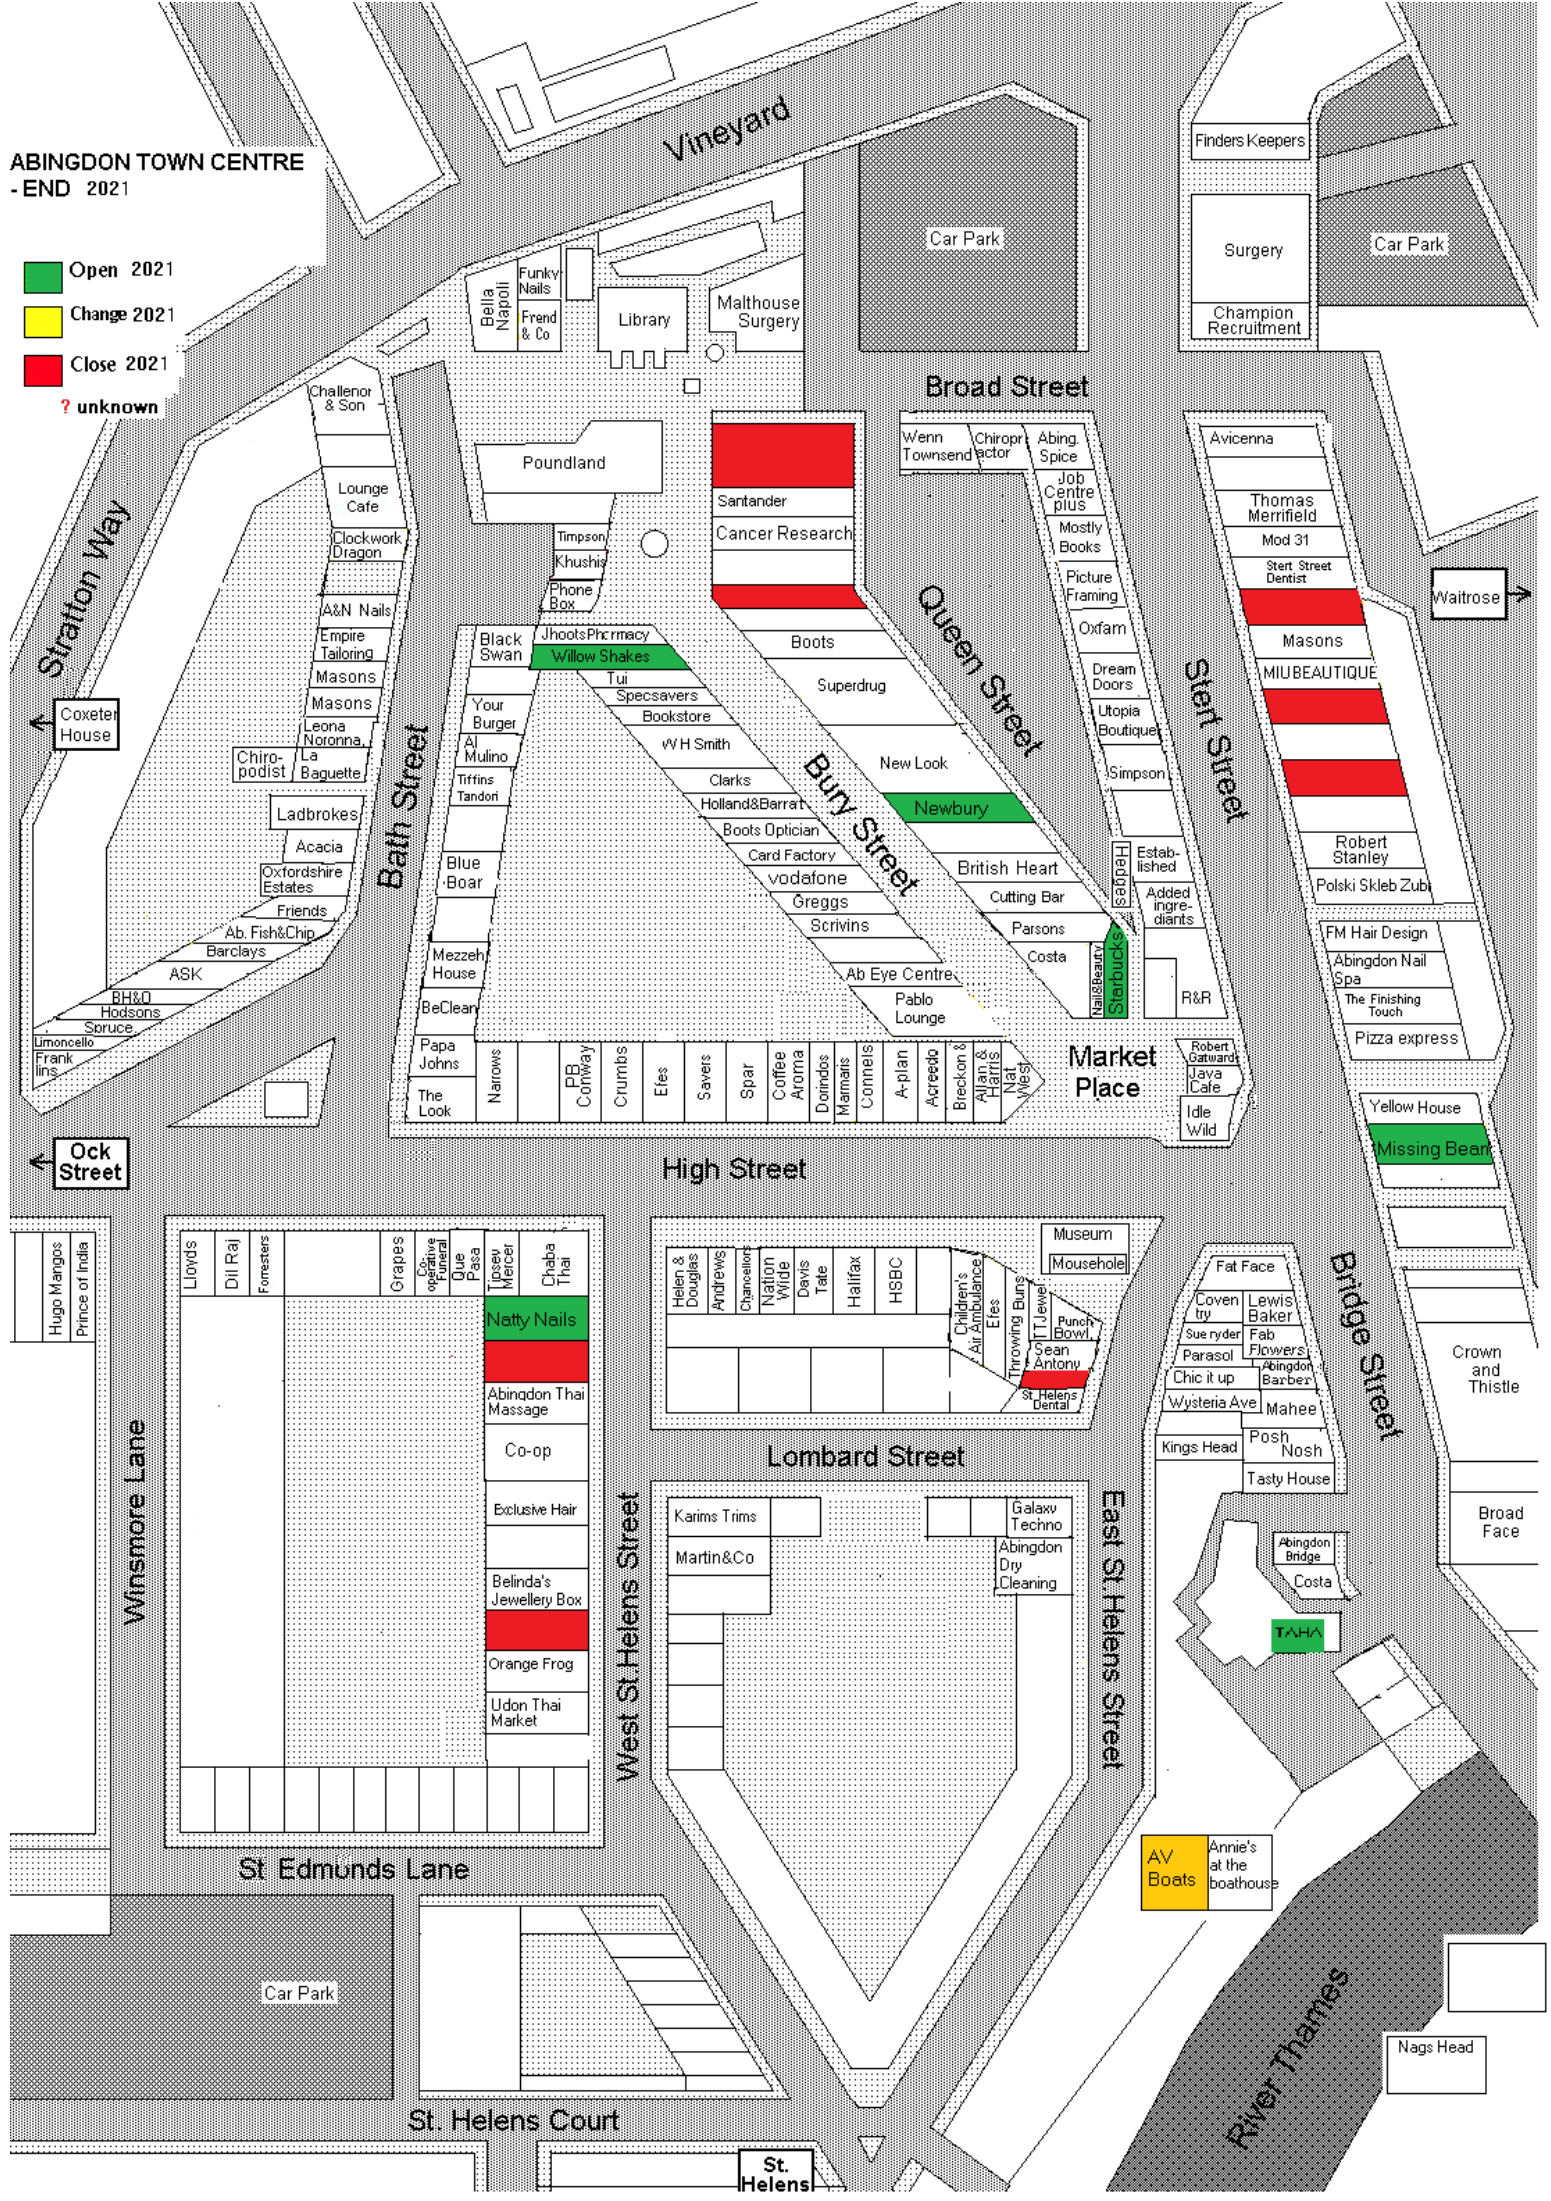 ABINGDON TOWN CENTRE
- END 2021
Open 2021
Change 2021
Close 2021
? unknown
Vineyard
Car Park
Finders Keepers
Surgery
Champion
Recruitment
Car Park
Bella
Napoli
Funky
Nails
Frend
& Co
Library
Malthouse
Surgery
Broad Street
Stratton Way
Coxeter
House
Challenor
& Son
Lounge
Cafe
Clockwork
Dragon
A&N Nails
Empire
Tailoring
Masons
Masons
Leona
Noronna
Chiro-
podist
La
Baguette
Ladbrokes
Acacia
Oxfordshire
Estates
Friends
Ab. Fish&Chip
Barclays
ASK
BH&O
Hodsons
Spruce
Limoncello
Frank
lins
Bath Street
Poundland
Timpson
Khushis
Phone
Box
Black
Swan
Jhoots Phcrmacy
Willow Shakes
Tui
Specsavers
Bookstore
WH Smith
Clarks
Holland&Barrat
Boots Optician
Card Factory
vodafone
Greggs
Scrivins
Ab Eye Centre
Pablo
Lounge
Your
Burger
Al
Mulino
Tiffins
Tandori
Blue
Boar
Mezzeh
House
BeClean
Papa
Johns
The
Look
Santander
Cancer Research
Boots
Superdrug
New Look
Newbury
British Heart
Cutting Bar
Parsons
Costa
Nail&Beauty
Starbucks
Bury Street
Queen Street
Wenn
Townsend
Chiropr
actor
Abing.
Spice
Job
Centre
plus
Mostly
Books
Picture
Framing
Oxfam
Dream
Doors
Utopia
Boutique
Simpson
Hedges
Estab-
lished
Added
ingre-
diants
R&R
Stert Street
Avicenna
Thomas
Merrifield
Mod 31
Stert Street
Dentist
Masons
MIUBEAUTIQUE
Robert
Stanley
Polski Skleb Zubi
FM Hair Design
Abingdon Nail
Spa
The Finishing
Touch
Pizza express
Waitrose
Narrows
PB
Conway
Crumbs
Efes
Savers
Spar
Coffee
Aroma
Dorindos
Marmaris
Connels
A-plan
Acreedo
Breckon &
Allan &
Harris
Nat
West
Market
Place
Robert
Gatward
Java
Cafe
Idle
Wild
Yellow House
Missing Bean
Ock
Street
High Street
Hugo Mangos
Prince of India
Winsmore Lane
Lloyds
Dil Raj
Forresters
Grapes
Co-
operative
Funeral
Que
Pasa
Tjosey
Mercer
Chaba
Thai
Natty Nails
Abingdon Thai
Massage
Co-op
Exclusive Hair
Belinda's
Jewellery Box
Orange Frog
Udon Thai
Market
West St.Helens Street
Helen &
Douglas
Andrews
Chancellors
Nation
Wide
Davis
Tate
Halifax
HSBC
Children's
Air Ambulance
Efes
Throwing Buns
TTJewel
Punch
Bowl
Sean
Antony
St Helens
Dental
Museum
Mousehole
Lombard Street
Karims Trims
Martin&Co
Galaxy
Techno
Abingdon
Dry
Cleaning
East St.Helens Street
Fat Face
Coven
try
Lewis
Baker
Sue ryder
Fab
Flowers
Parasol
Abingdon
Barber
Chic it up
Wysteria Ave
Mahee
Kings Head
Posh
Nosh
Tasty House
Bridge Street
Crown
and
Thistle
Broad
Face
Abingdon
Bridge
Costa
TAHA
AV
Boats
Annie's
at the
boathouse
St Edmunds Lane
Car Park
St. Helens Court
St.
Helens
River Thames
Nags Head